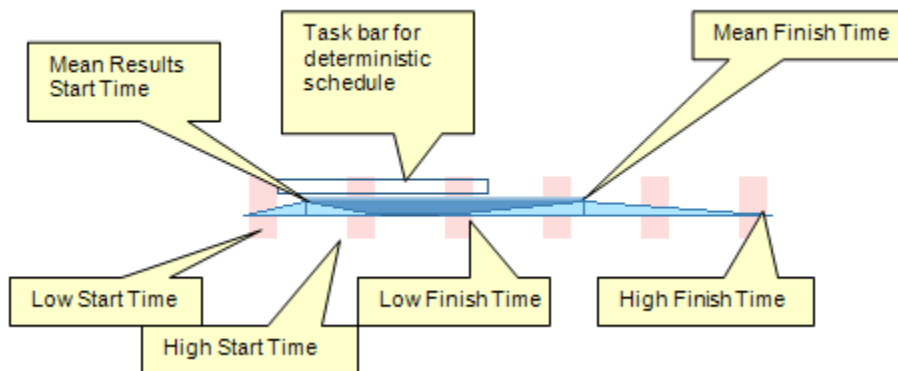 Mean Results
Start Time
Task bar for
deterministic
schedule
Mean Finish Time
Low Start Time
High Start Time
Low Finish Time
High Finish Time